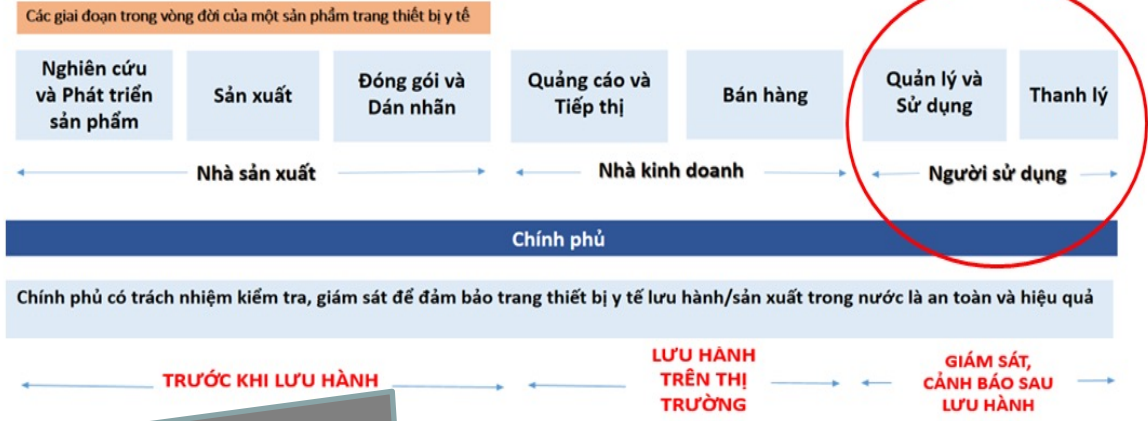 Các giai đoạn trong vòng đời của một sản phẩm trang thiết bị y tế
Nghiên cứu
và Phát triển
sản phẩm
Sản xuất
Đóng gói và
Dán nhãn
Quảng cáo và
Tiếp thị
Bán hàng
Quản lý và
Sử dụng
Thanh lý
Nhà sản xuất
Nhà kinh doanh
Người sử dụng
Chính phủ
Chính phủ có trách nhiệm kiểm tra, giám sát để đảm bảo trang thiết bị y tế lưu hành/sản xuất trong nước là an toàn và hiệu quả
TRƯỚC KHI LƯU HÀNH
LƯU HÀNH
TRÊN THỊ
TRƯỜNG
GIÁM SÁT,
CẢNH BÁO SAU
LƯU HÀNH